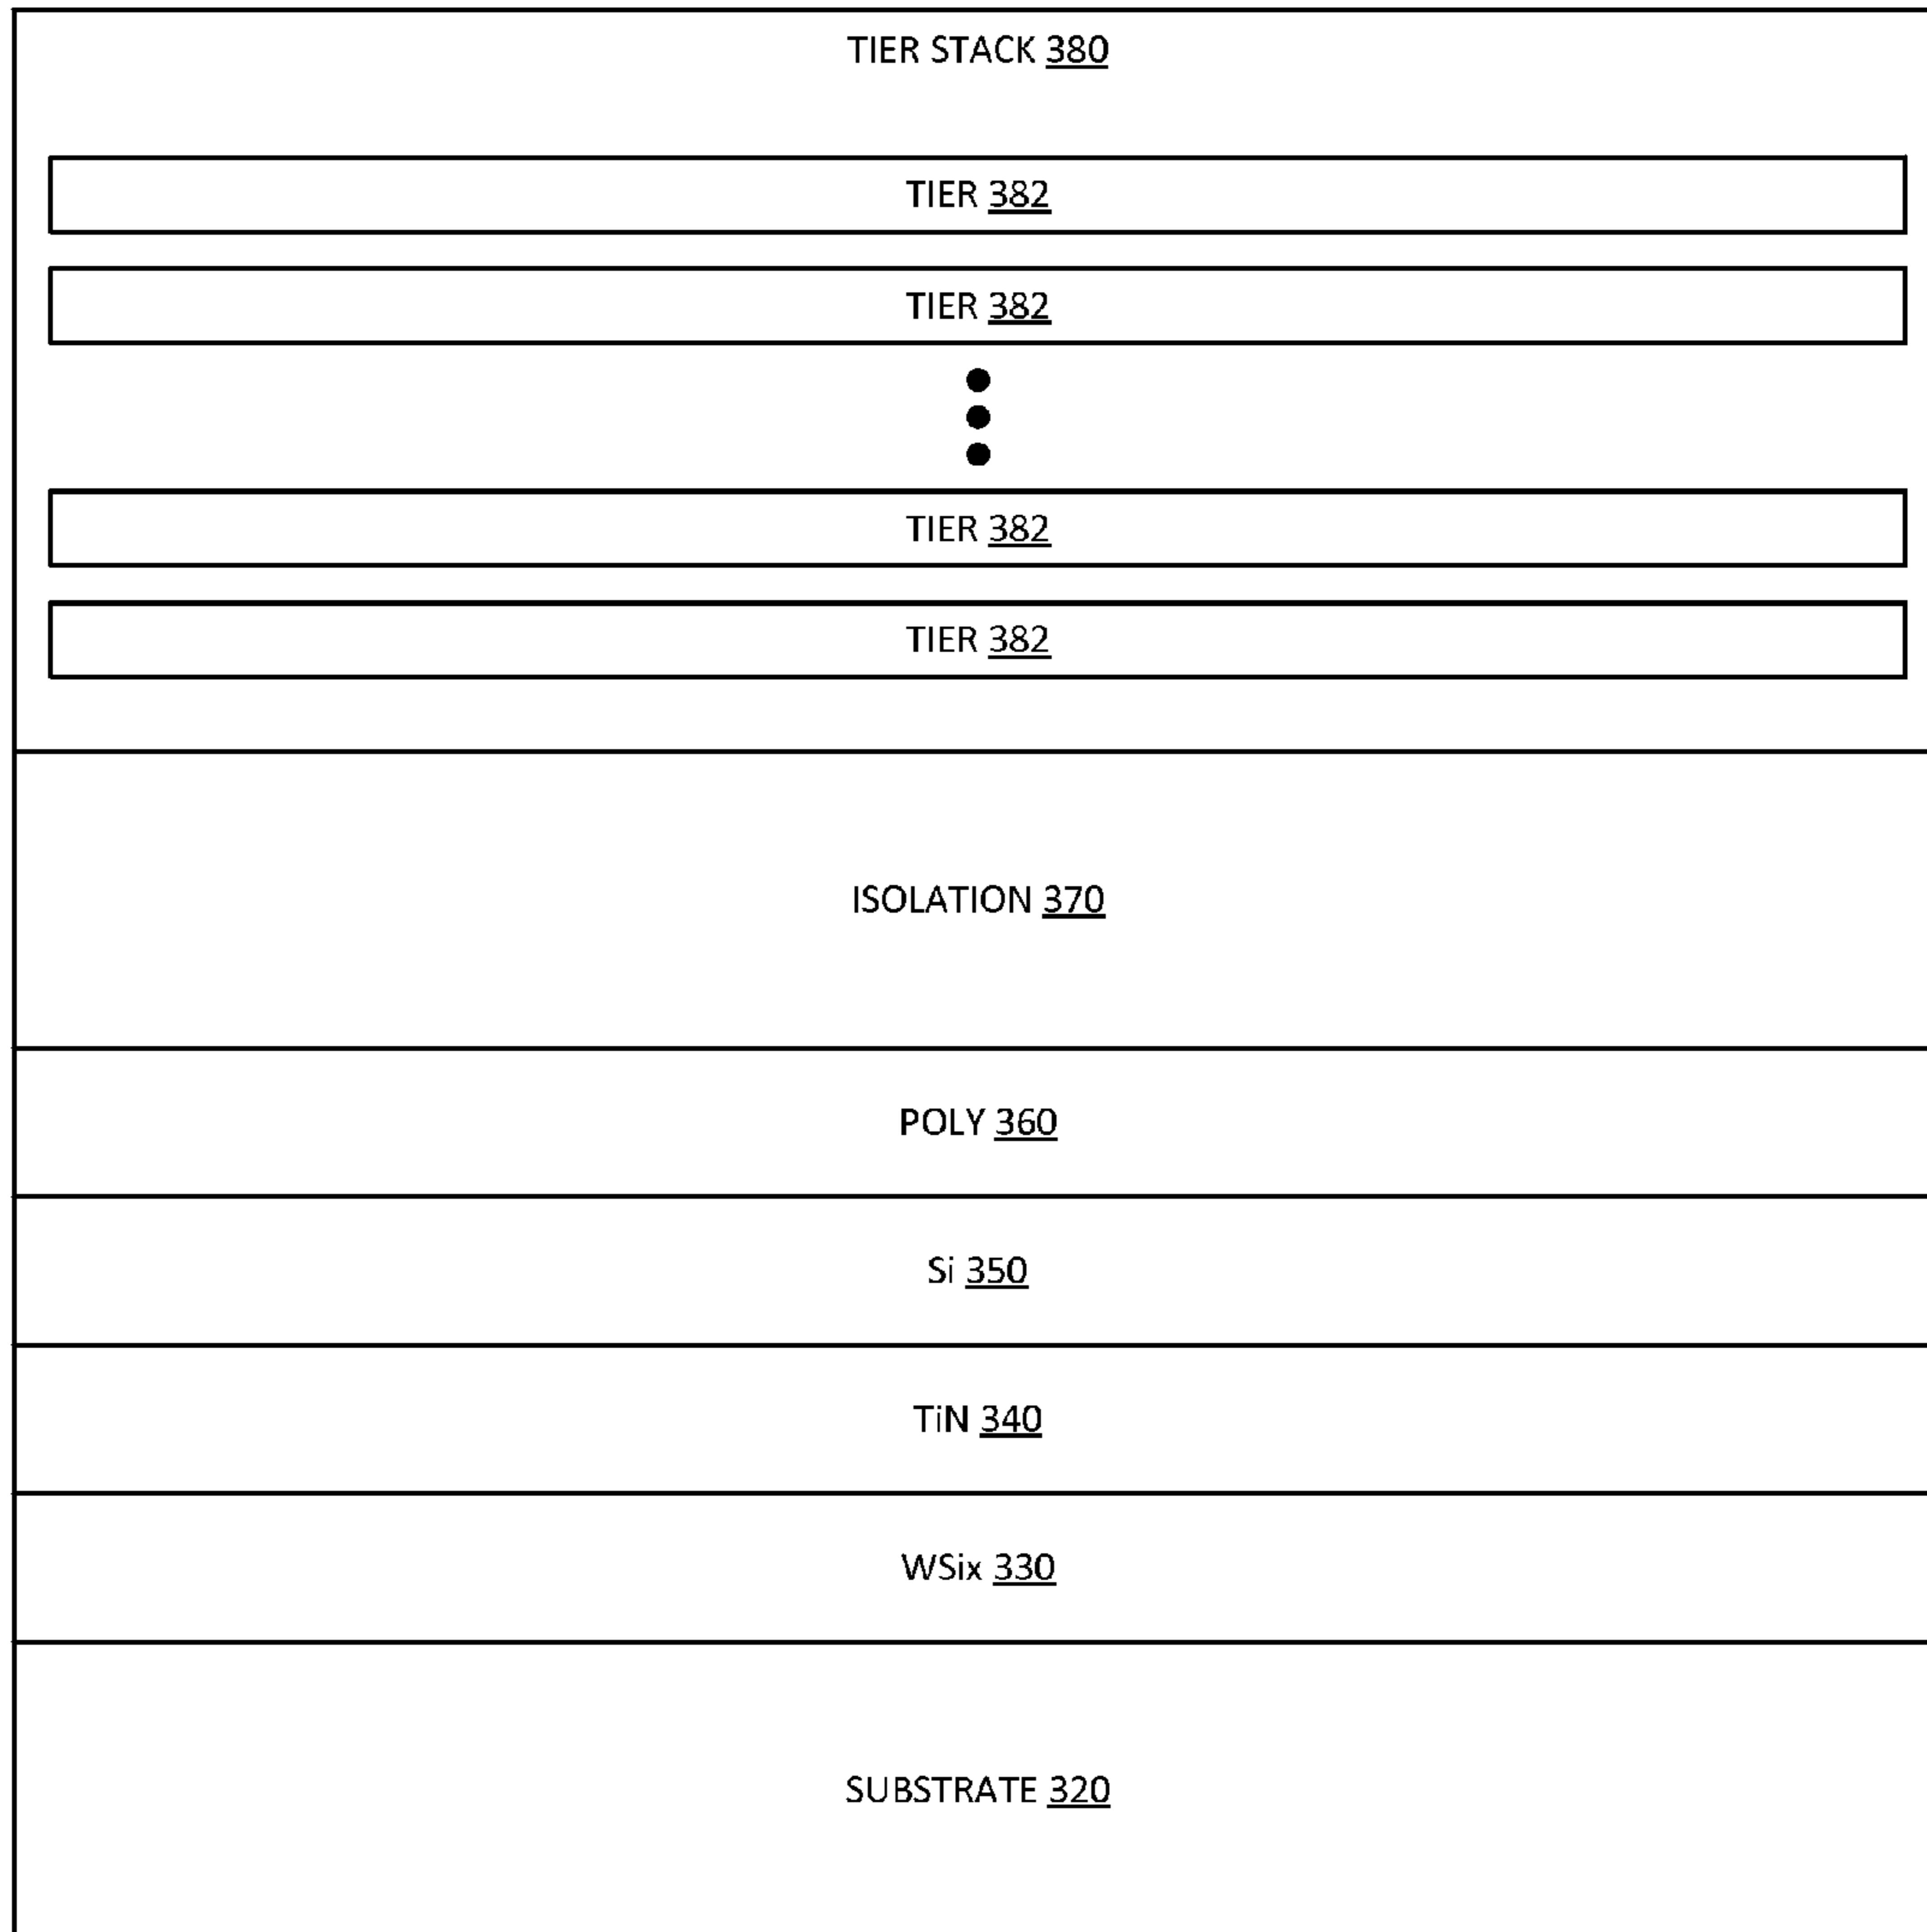 TIER STACK 380
TIER 382
TIER 382
TIER 382
TIER 382
ISOLATION 370
POLY 360
Si 350
TiN 340
WSix 330
SUBSTRATE 320